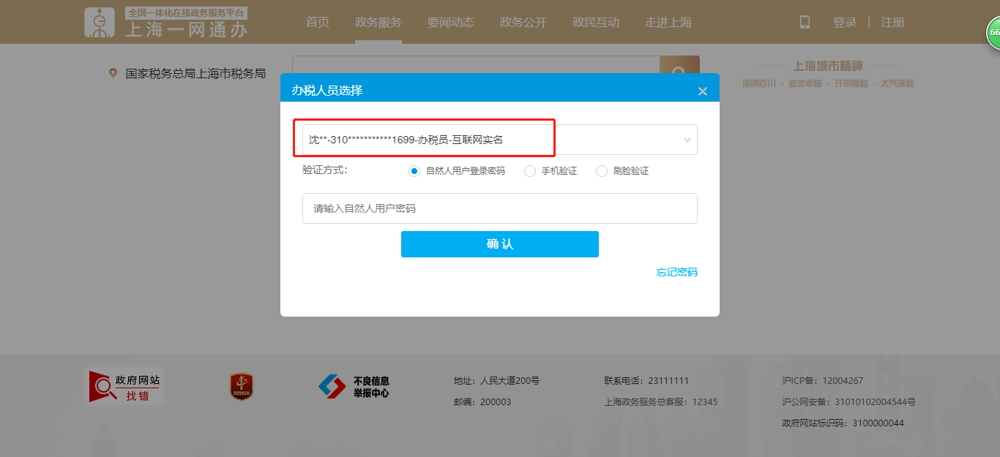 全国一体化在线政务服务平台
上海一网通办
首页 政务服务 要闻动态 政务公开 政民互动 走进上海
登录 | 注册
66
国家税务总局上海市税务局
上海城市精神
海纳百川 · 追求卓越 · 开明睿智 · 大气谦和
办税人员选择
沈**-310***********1699-办税员-互联网实名
验证方式：
自然人用户登录密码 手机验证 刷脸验证
请输入自然人用户密码
确 认
忘记密码
政府网站
找错
党政机关
不良信息
举报中心
地址：人民大道200号
邮编：200003
联系电话：23111111
上海政务服务总客服：12345
沪ICP备：12004267
沪公网安备：31010102004544号
政府网站标识码：3100000044